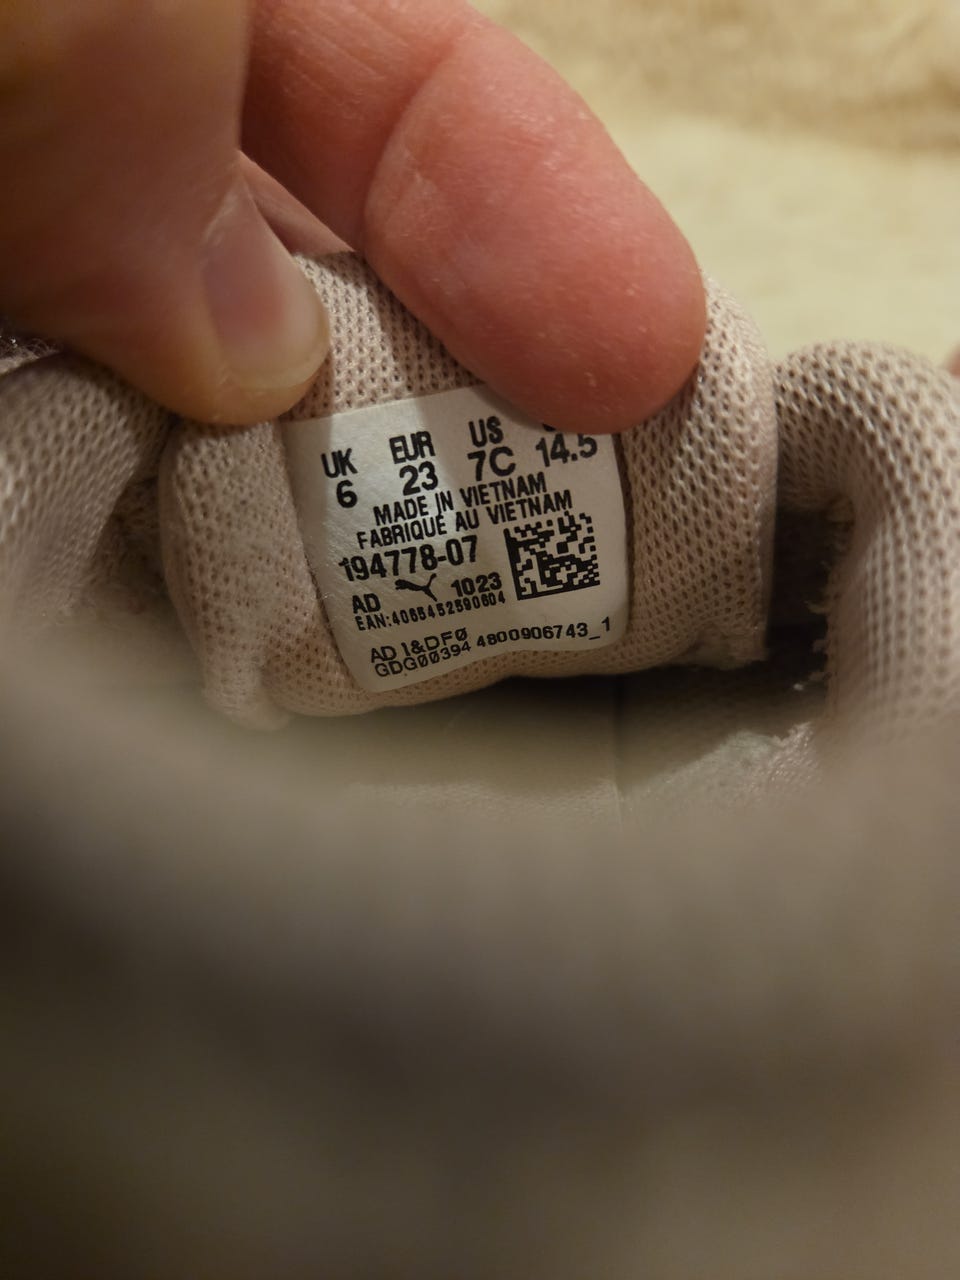 UK EUR US
6 23 7C 14.5
MADE IN VIETNAM
FABRIQUE AU VIETNAM
194778-07
AD 1023
EAN:4065452590604
AD I&DFØ
GDGØØ394 4800906743_1